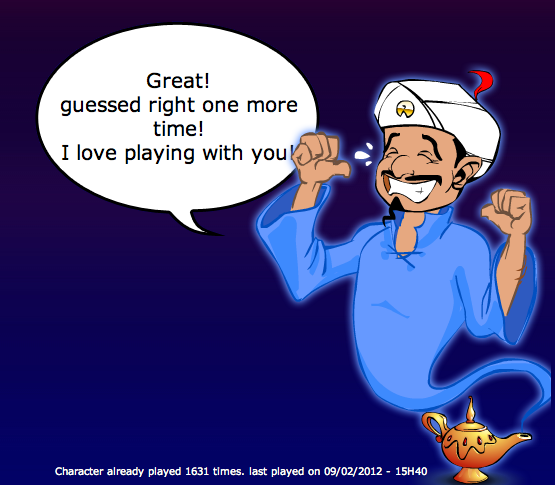 Great!
guessed right one more
time!
I love playing with you!
Character already played 1631 times. last played on 09/02/2012 - 15H40